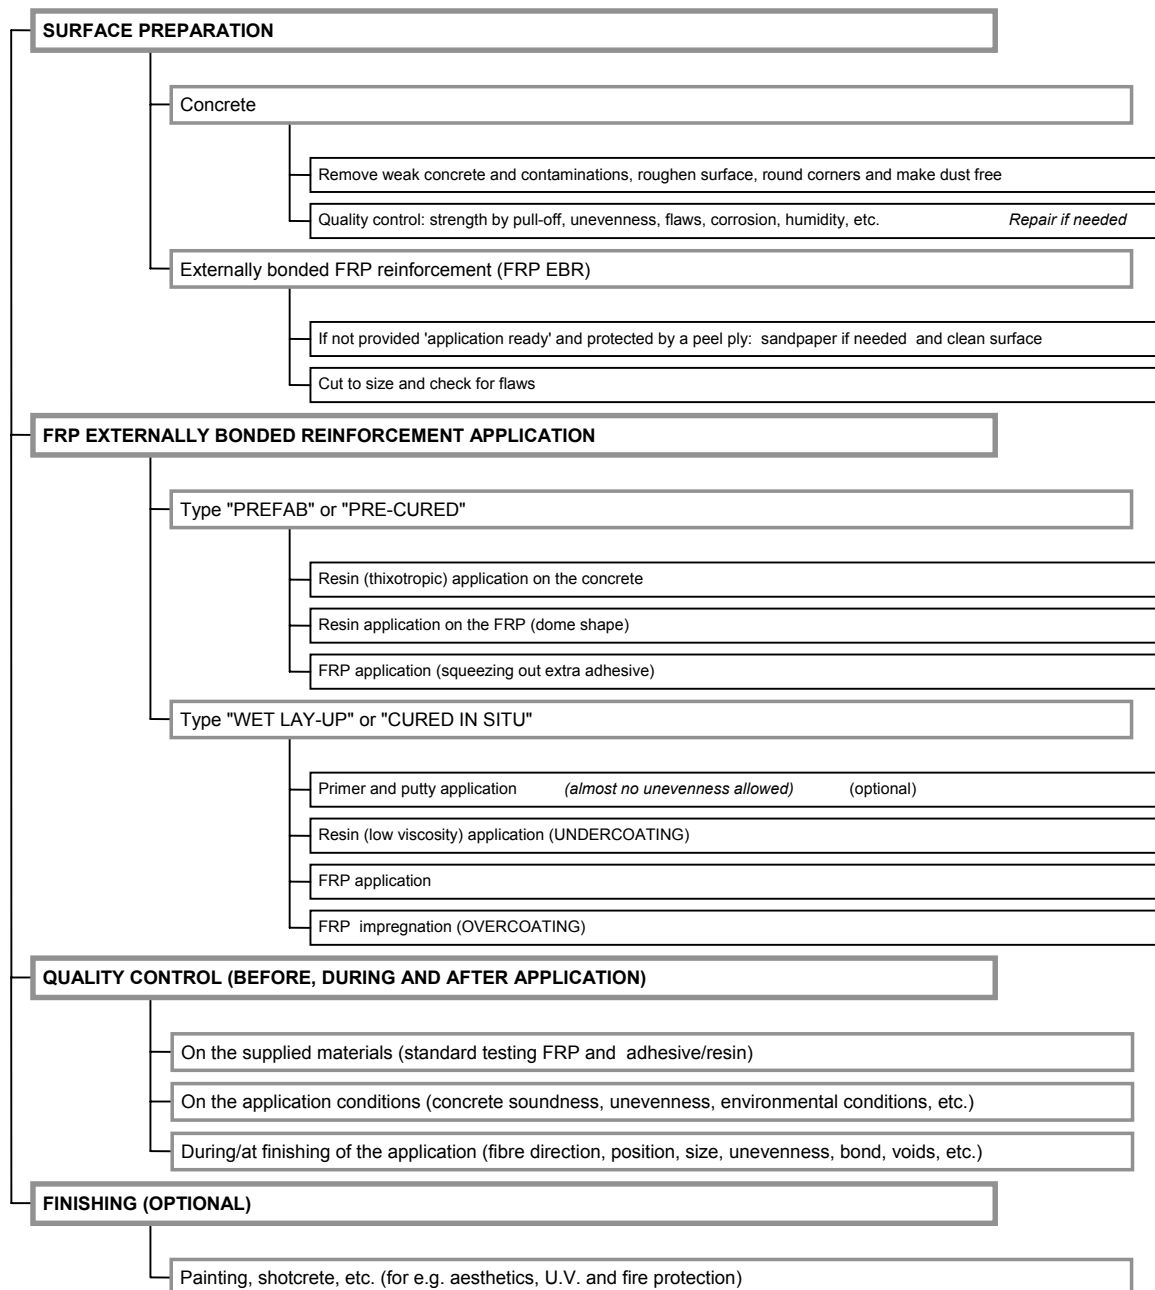 SURFACE PREPARATION
Concrete
Remove weak concrete and contaminations, roughen surface, round corners and make dust free
Quality control: strength by pull-off, unevenness, flaws, corrosion, humidity, etc. Repair if needed
Externally bonded FRP reinforcement (FRP EBR)
If not provided 'application ready' and protected by a peel ply: sandpaper if needed and clean surface
Cut to size and check for flaws
FRP EXTERNALLY BONDED REINFORCEMENT APPLICATION
Type "PREFAB" or "PRE-CURED"
Resin (thixotropic) application on the concrete
Resin application on the FRP (dome shape)
FRP application (squeezing out extra adhesive)
Type "WET LAY-UP" or "CURED IN SITU"
Primer and putty application (almost no unevenness allowed) (optional)
Resin (low viscosity) application (UNDERCOATING)
FRP application
FRP impregnation (OVERCOATING)
QUALITY CONTROL (BEFORE, DURING AND AFTER APPLICATION)
On the supplied materials (standard testing FRP and adhesive/resin)
On the application conditions (concrete soundness, unevenness, environmental conditions, etc.)
During/at finishing of the application (fibre direction, position, size, unevenness, bond, voids, etc.)
FINISHING (OPTIONAL)
Painting, shotcrete, etc. (for e.g. aesthetics, U.V. and fire protection)